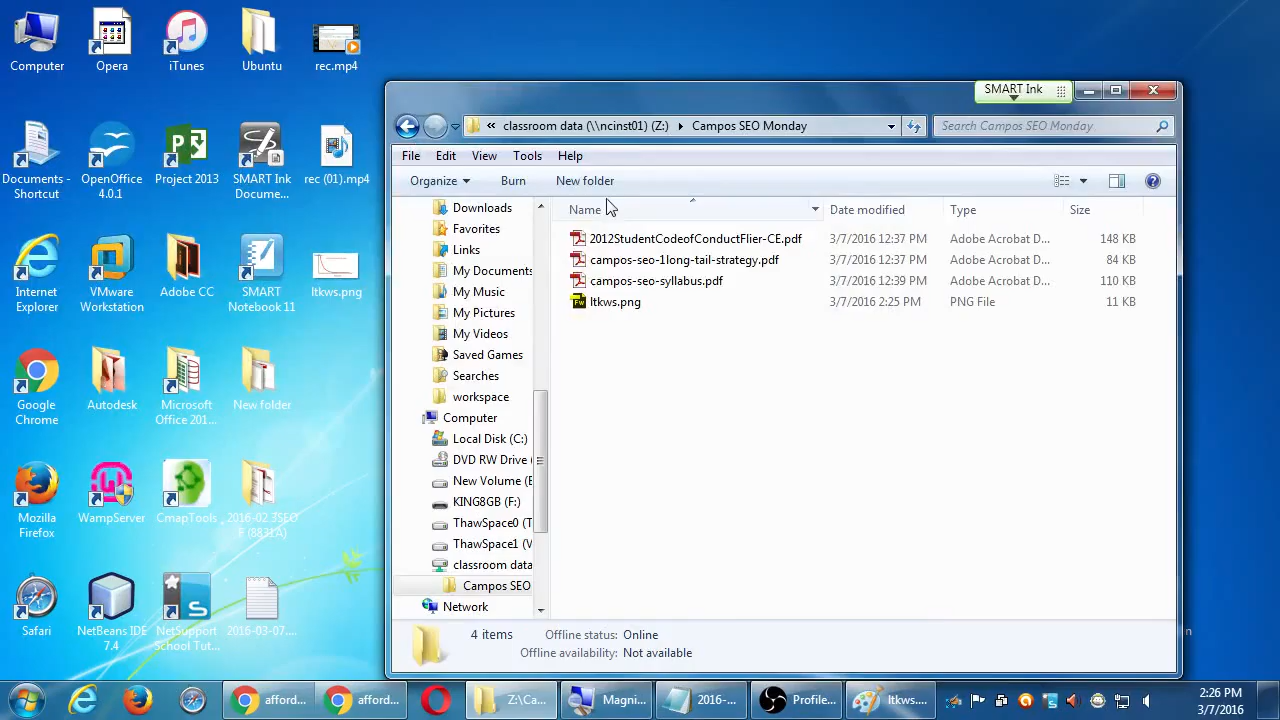 Computer
Opera
iTunes
Ubuntu
rec.mp4
Documents -
Shortcut
OpenOffice
4.0.1
Project 2013
SMART Ink
Docume...
rec (01).mp4
Internet
Explorer
VMware
Workstation
Adobe CC
SMART
Notebook 11
ltkws.png
Google
Chrome
Autodesk
Microsoft
Office 201...
New folder
Mozilla
Firefox
WampServer
CmapTools
2016-02 3SEO
F (8831A)
Safari
NetBeans IDE
7.4
NetSupport
School Tut...
2016-03-07....
SMART Ink
« classroom data (\\ncinst01) (Z:) ▸ Campos SEO Monday
Search Campos SEO Monday
File Edit View Tools Help
Organize Burn New folder
Name Date modified Type Size
2012StudentCodeofConductFlier-CE.pdf 3/7/2016 12:37 PM Adobe Acrobat D... 148 KB
campos-seo-1long-tail-strategy.pdf 3/7/2016 12:37 PM Adobe Acrobat D... 84 KB
campos-seo-syllabus.pdf 3/7/2016 12:39 PM Adobe Acrobat D... 110 KB
ltkws.png 3/7/2016 2:25 PM PNG File 11 KB
Downloads
Favorites
Links
My Documents
My Music
My Pictures
My Videos
Saved Games
Searches
workspace
Computer
Local Disk (C:)
DVD RW Drive (
New Volume (E
KING8GB (F:)
ThawSpace0 (T
ThawSpace1 (V
classroom data
Campos SEO
Network
4 items Offline status: Online
Offline availability: Not available
afford... afford... Z:\Ca... Magni... 2016-... Profile... ltkws....
2:26 PM
3/7/2016